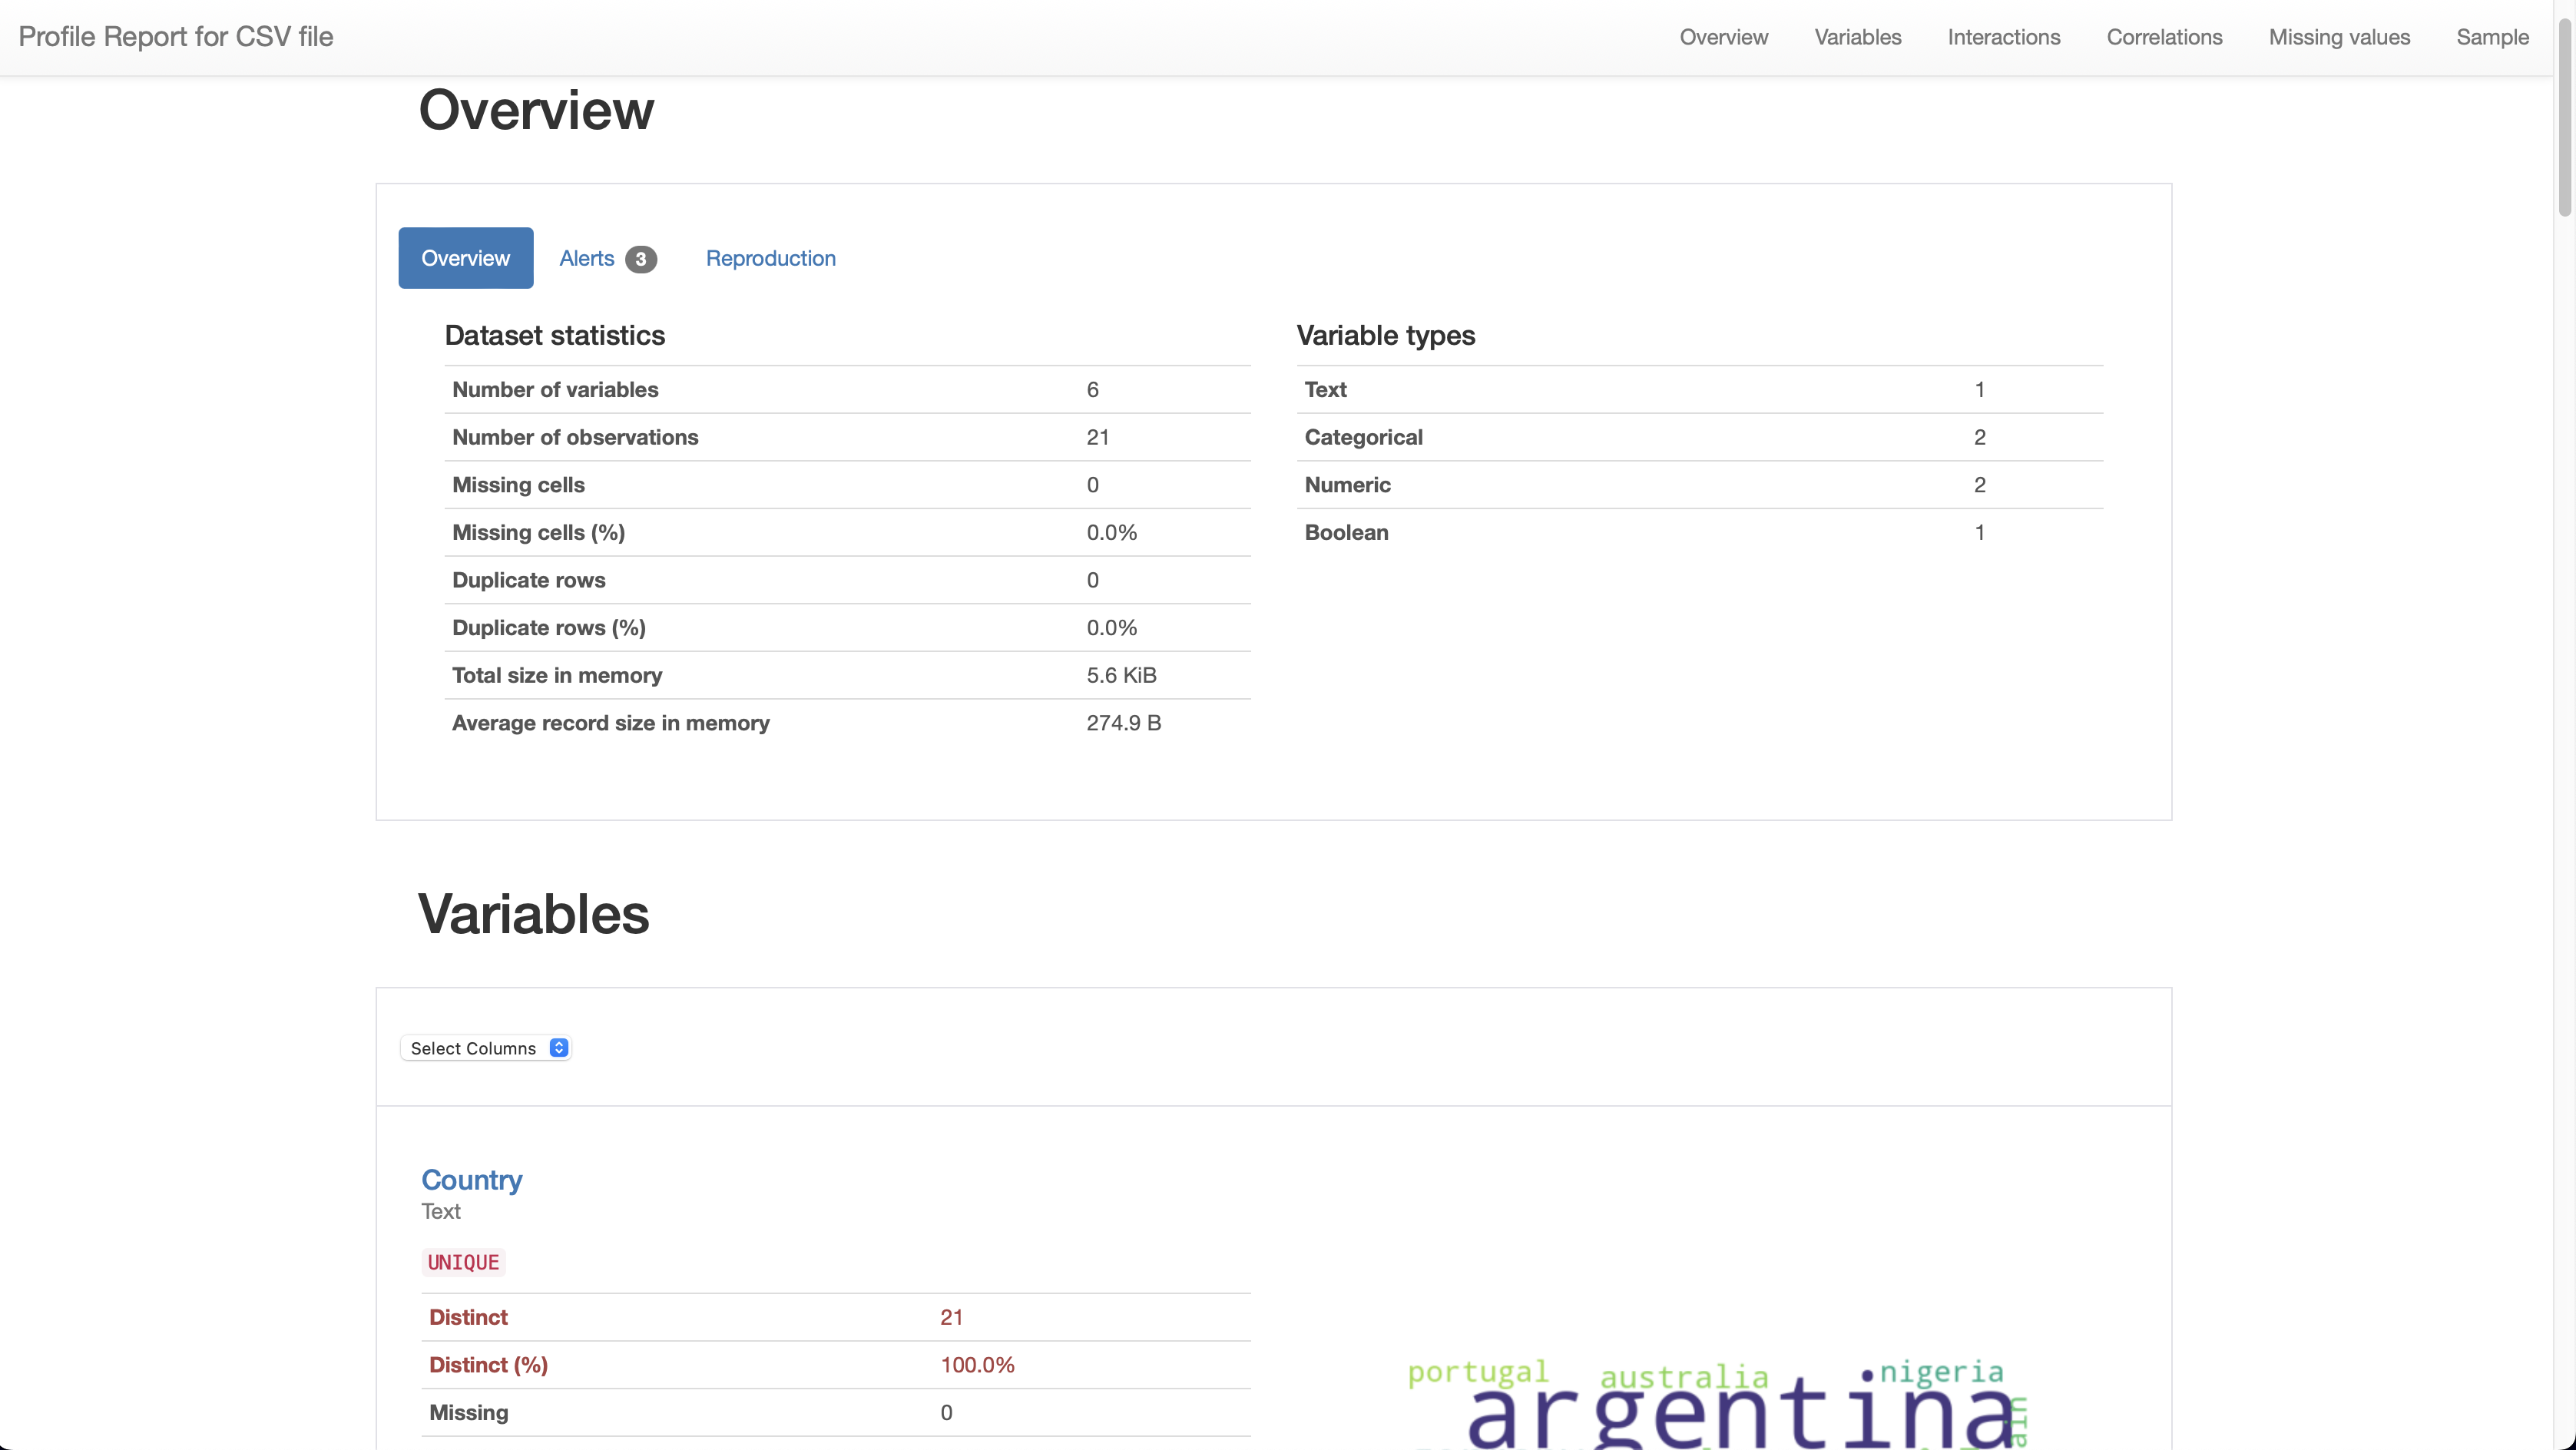 Profile Report for CSV file
Overview Variables Interactions Correlations Missing values Sample
Overview
Overview Alerts 3 Reproduction
Dataset statistics
Number of variables 6
Number of observations 21
Missing cells 0
Missing cells (%) 0.0%
Duplicate rows 0
Duplicate rows (%) 0.0%
Total size in memory 5.6 KiB
Average record size in memory 274.9 B
Variable types
Text 1
Categorical 2
Numeric 2
Boolean 1
Variables
Select Columns
Country
Text
UNIQUE
Distinct 21
Distinct (%) 100.0%
Missing 0
portugal australia nigeria
argentina